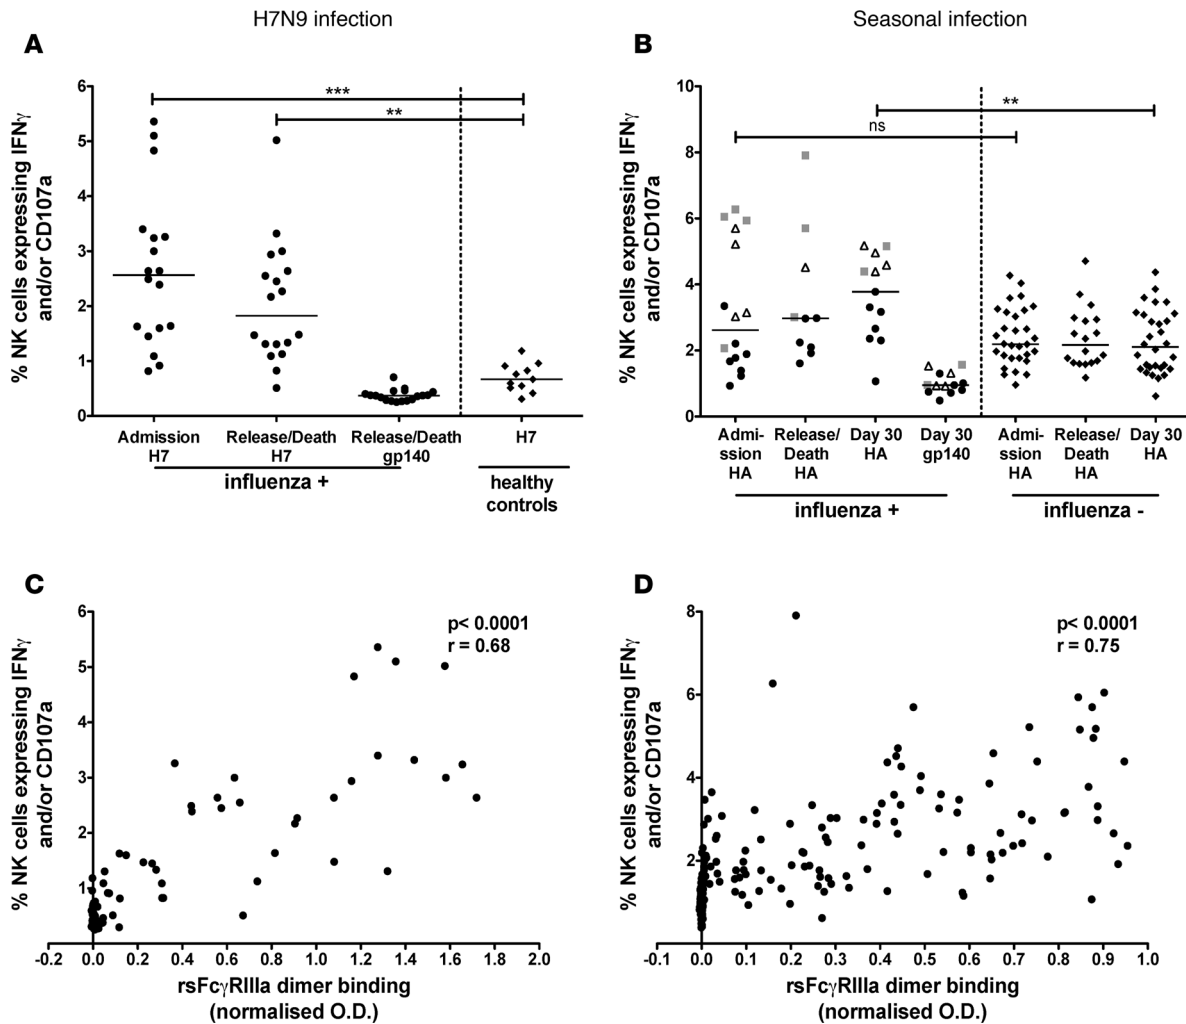 H7N9 infection
Seasonal infection
A
% NK cells expressing IFNγ
and/or CD107a
6
5
4
3
2
1
0
***
**
Admission
H7
Release/Death
H7
Release/Death
gp140
H7
influenza +
healthy
controls
B
% NK cells expressing IFNγ
and/or CD107a
10
8
6
4
2
0
**
ns
Admi-
ssion
HA
Release/
Death
HA
Day 30
HA
Day 30
gp140
Admi-
ssion
HA
Release/
Death
HA
Day 30
HA
influenza +
influenza -
C
% NK cells expressing IFNγ
and/or CD107a
6
5
4
3
2
1
p< 0.0001
r = 0.68
-0.2 0.0 0.2 0.4 0.6 0.8 1.0 1.2 1.4 1.6 1.8 2.0
rsFcγRIIIa dimer binding
(normalised O.D.)
D
% NK cells expressing IFNγ
and/or CD107a
8
6
4
2
p< 0.0001
r = 0.75
-0.1 0.0 0.1 0.2 0.3 0.4 0.5 0.6 0.7 0.8 0.9 1.0
rsFcγRIIIa dimer binding
(normalised O.D.)